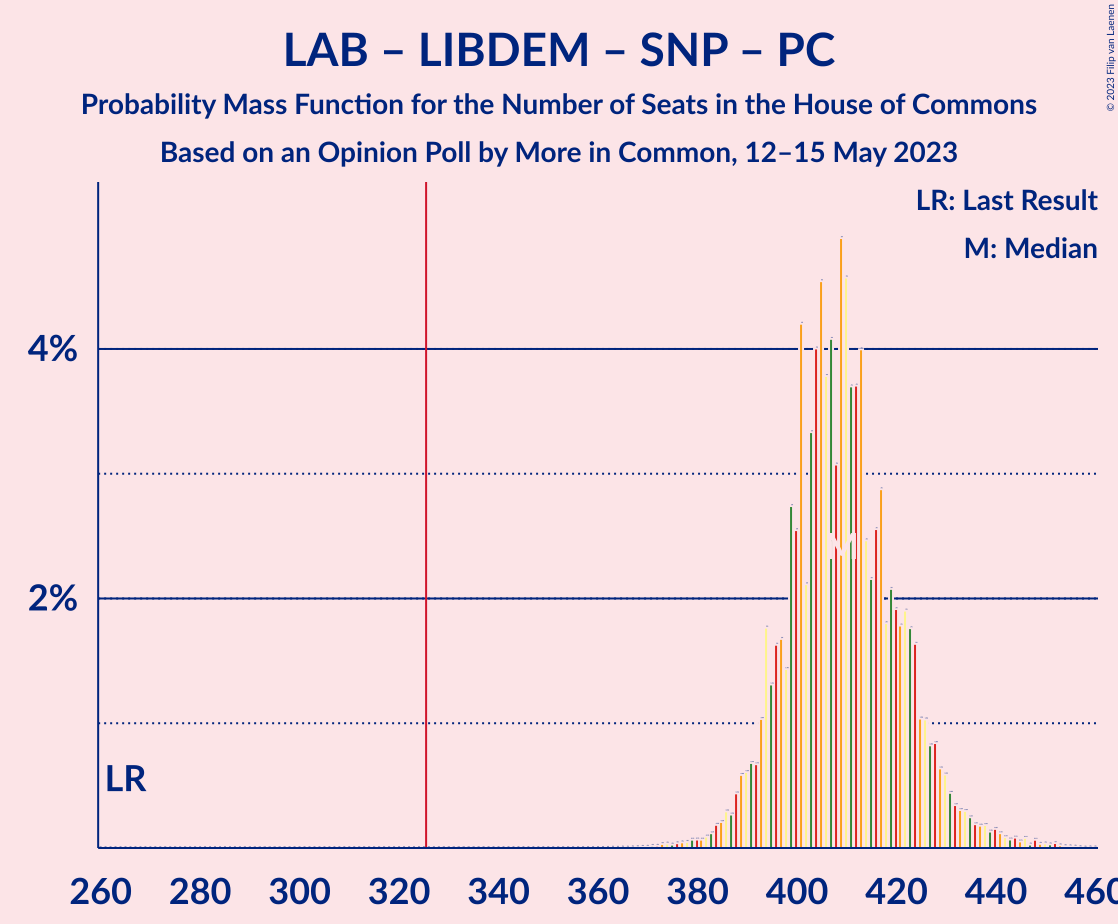 LAB – LIBDEM – SNP – PC
Probability Mass Function for the Number of Seats in the House of Commons
Based on an Opinion Poll by More in Common, 12–15 May 2023
© 2023 Filip van Laenen
LR: Last Result
M: Median
4%
2%
M
LR
260 280 300 320 340 360 380 400 420 440 460